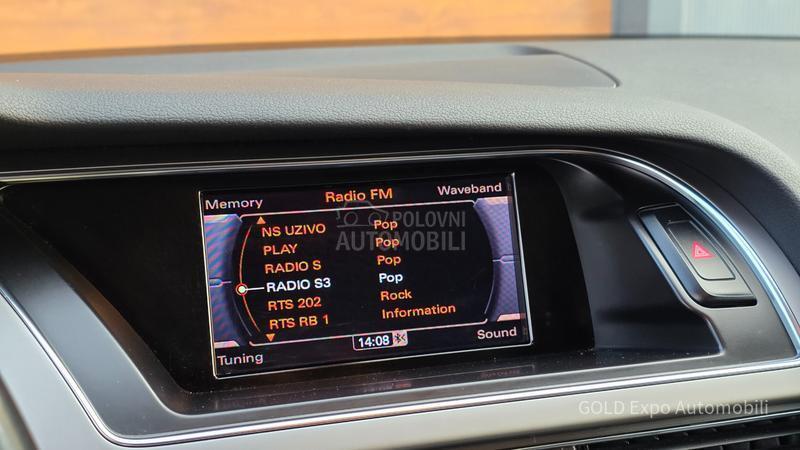 Memory Radio FM Waveband
NS UZIVO Pop
PLAY Pop
RADIO S Pop
RADIO S3 Pop
RTS 202 Rock
RTS RB 1 Information
Tuning 14:08 Sound
POLOVNI
AUTOMOBILI
GOLD Expo Automobili